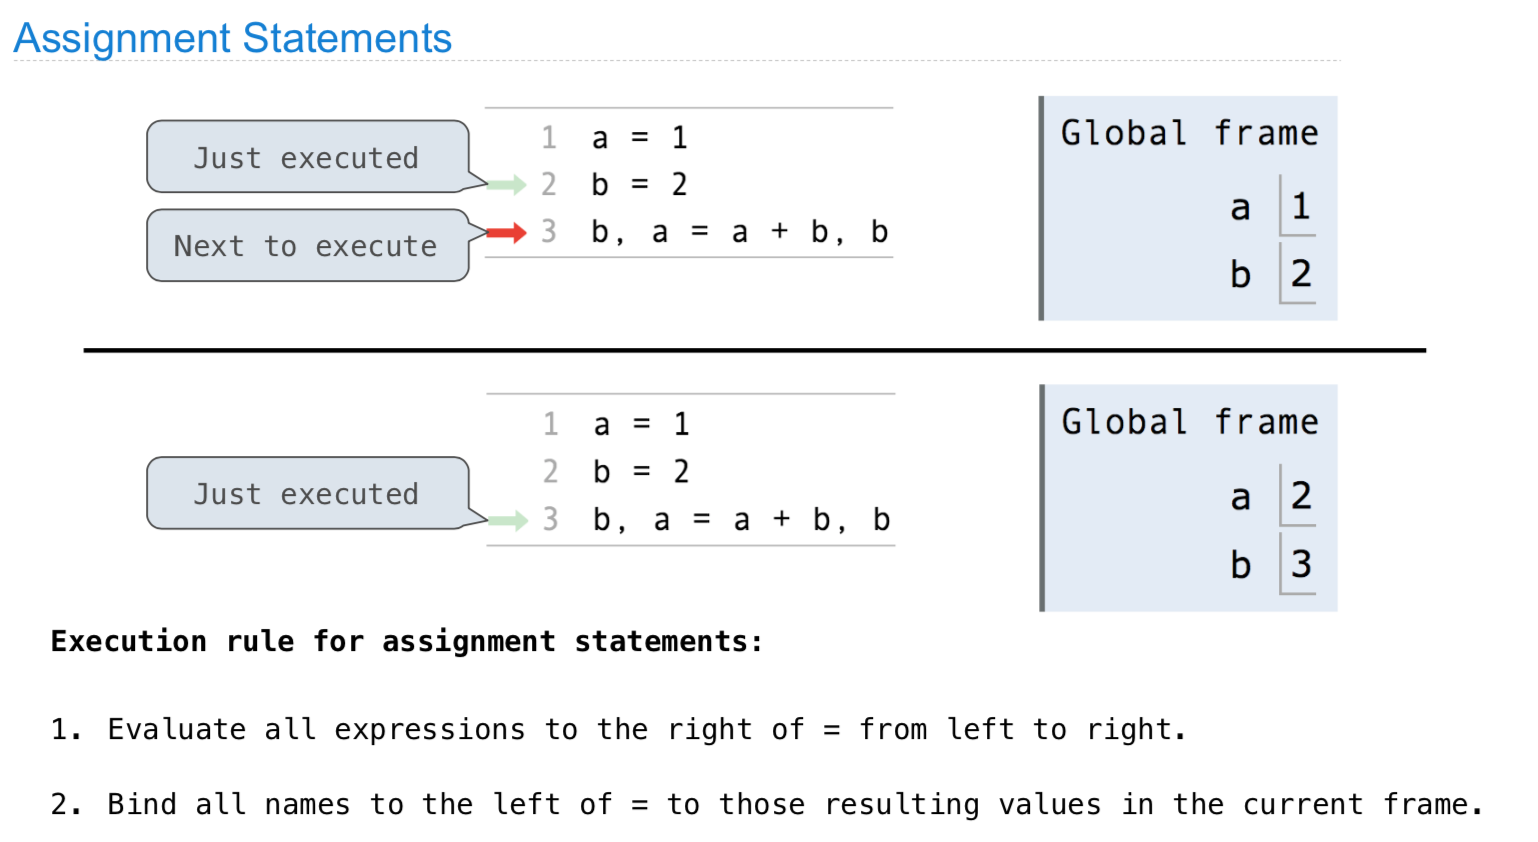 Assignment Statements
Just executed
Next to execute
1 a = 1
2 b = 2
3 b, a = a + b, b
Global frame
a 1
b 2
Just executed
1 a = 1
2 b = 2
3 b, a = a + b, b
Global frame
a 2
b 3
Execution rule for assignment statements:
1. Evaluate all expressions to the right of = from left to right.
2. Bind all names to the left of = to those resulting values in the current frame.